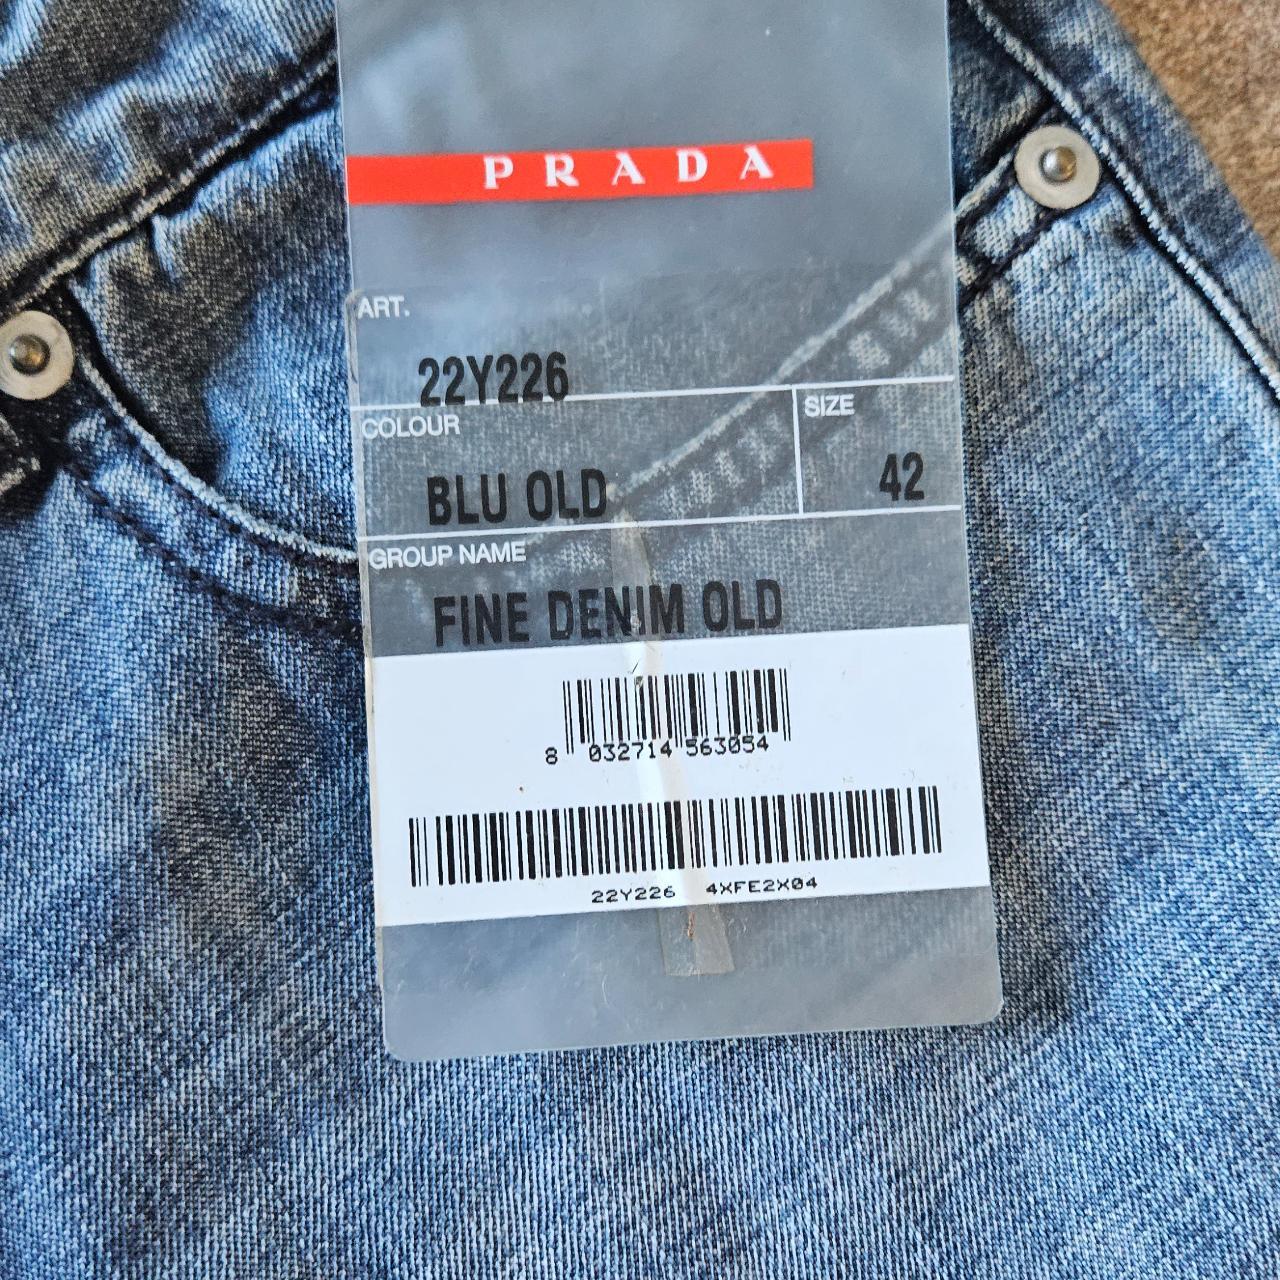 PRADA
ART.
22Y226
COLOUR
SIZE
BLU OLD
42
GROUP NAME
FINE DENIM OLD
8 032714 563054
22Y226 4XFE2X04